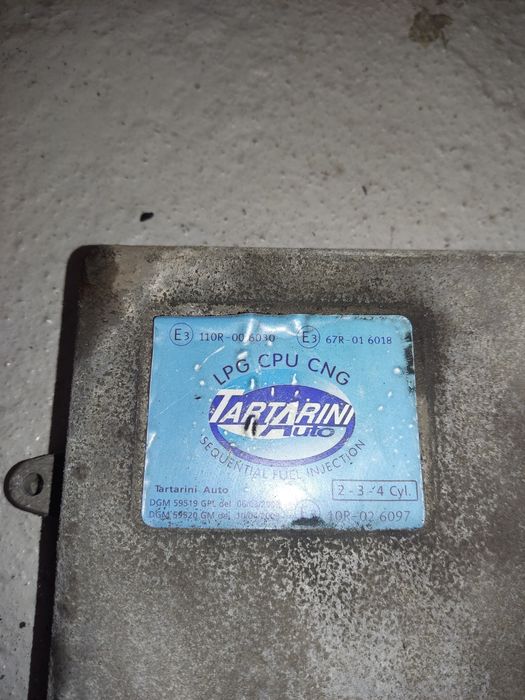 E3 110R-00 6030 E3 67R-01 6018
LPG CPU CNG
TARTARINI
Auto
SEQUENTIAL FUEL INJECTION
Tartarini Auto 2-3-4 Cyl.
DGM 59519 GPL del
DGM 59520 GM del 10R-02 6097